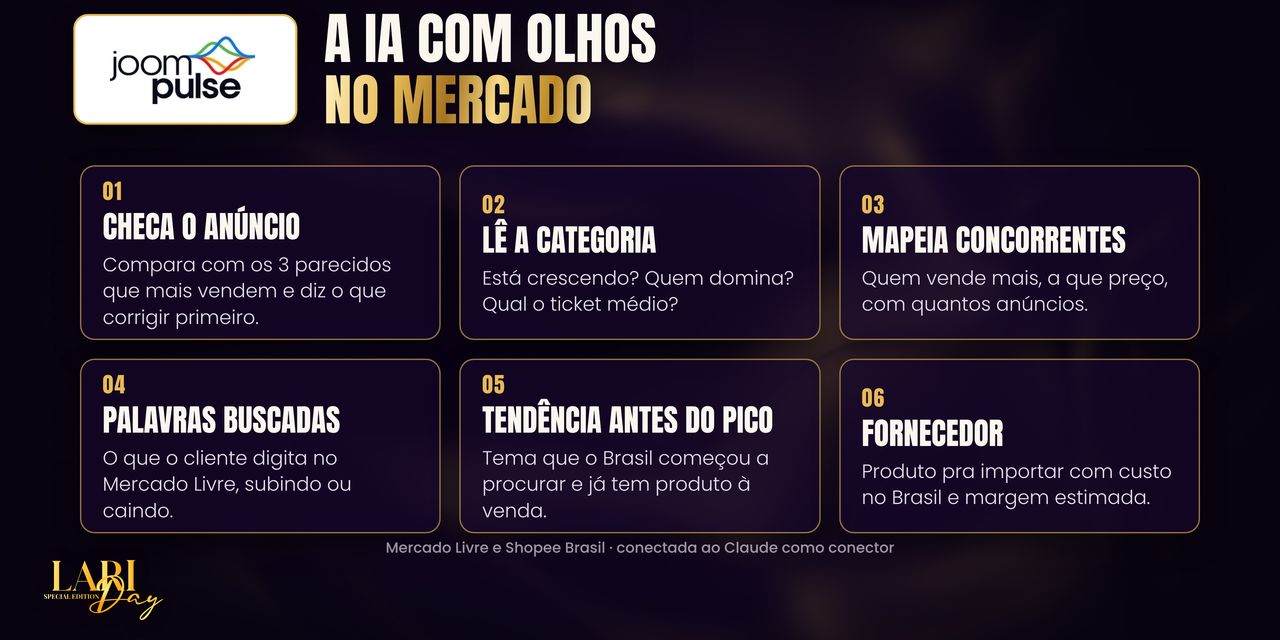 joom
pulse
A IA COM OLHOS
NO MERCADO
01
CHECA O ANÚNCIO
Compara com os 3 parecidos
que mais vendem e diz o que
corrigir primeiro.
02
LÊ A CATEGORIA
Está crescendo? Quem domina?
Qual o ticket médio?
03
MAPEIA CONCORRENTES
Quem vende mais, a que preço,
com quantos anúncios.
04
PALAVRAS BUSCADAS
O que o cliente digita no
Mercado Livre, subindo ou
caindo.
05
TENDÊNCIA ANTES DO PICO
Tema que o Brasil começou a
procurar e já tem produto à
venda.
06
FORNECEDOR
Produto pra importar com custo
no Brasil e margem estimada.
Mercado Livre e Shopee Brasil · conectada ao Claude como conector
LABI
SPECIAL EDITION Day